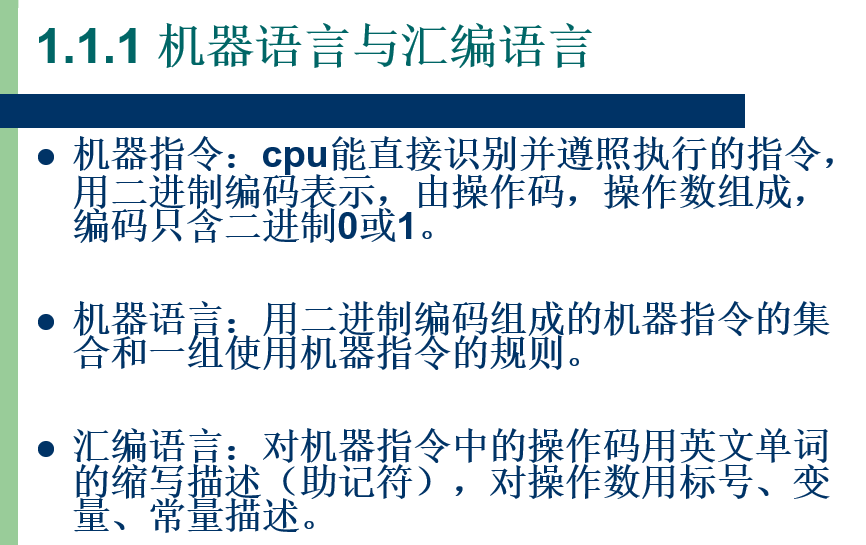 1.1.1 机器语言与汇编语言
机器指令：cpu能直接识别并遵照执行的指令，
用二进制编码表示，由操作码，操作数组成，
编码只含二进制0或1。
机器语言：用二进制编码组成的机器指令的集
合和一组使用机器指令的规则。
汇编语言：对机器指令中的操作码用英文单词
的缩写描述（助记符），对操作数用标号、变
量、常量描述。